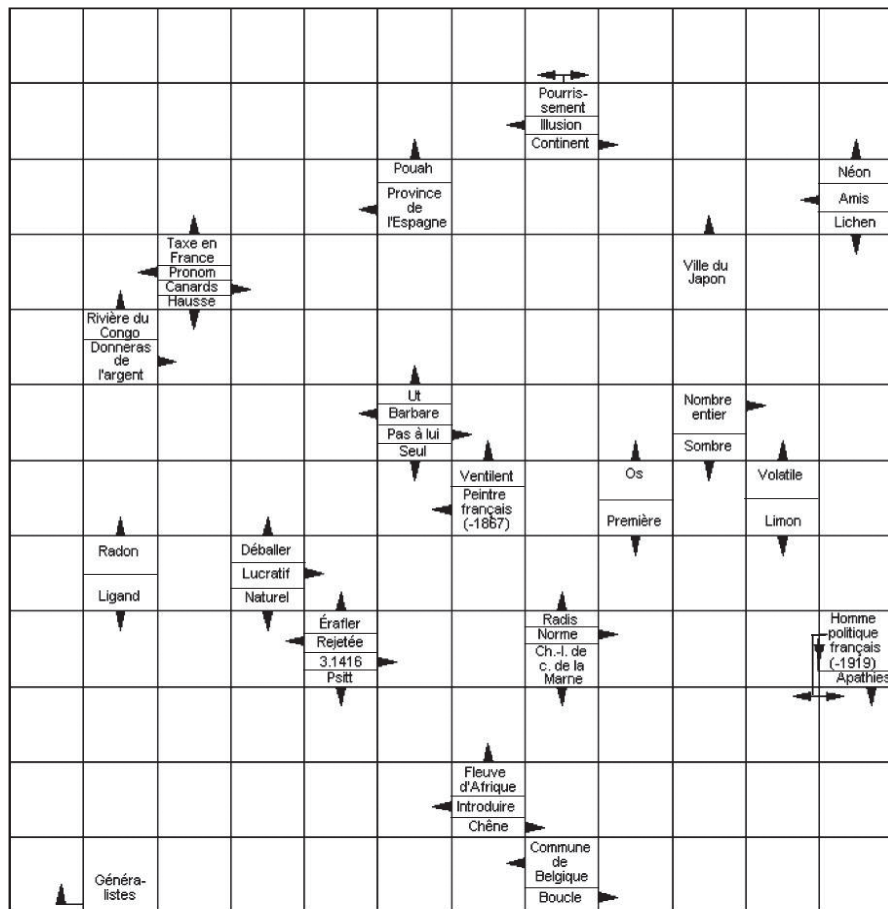 Pourris-
sement
Illusion
Continent
Pouah
Province
de
l'Espagne
Néon
Amis
Lichen
Taxe en
France
Pronom
Canards
Hausse
Ville du
Japon
Rivière du
Congo
Donneras
de
l'argent
Ut
Barbare
Pas à lui
Seul
Nombre
entier
Sombre
Ventilent
Peintre
français
(-1867)
Os
Première
Volatile
Limon
Radon
Ligand
Déballer
Lucratif
Naturel
Érafler
Rejetée
3.1416
Psitt
Radis
Norme
Ch.-l. de
c. de la
Marne
Homme
politique
français
(-1919)
Apathies
Fleuve
d'Afrique
Introduire
Chêne
Commune
de
Belgique
Boucle
Généra-
listes